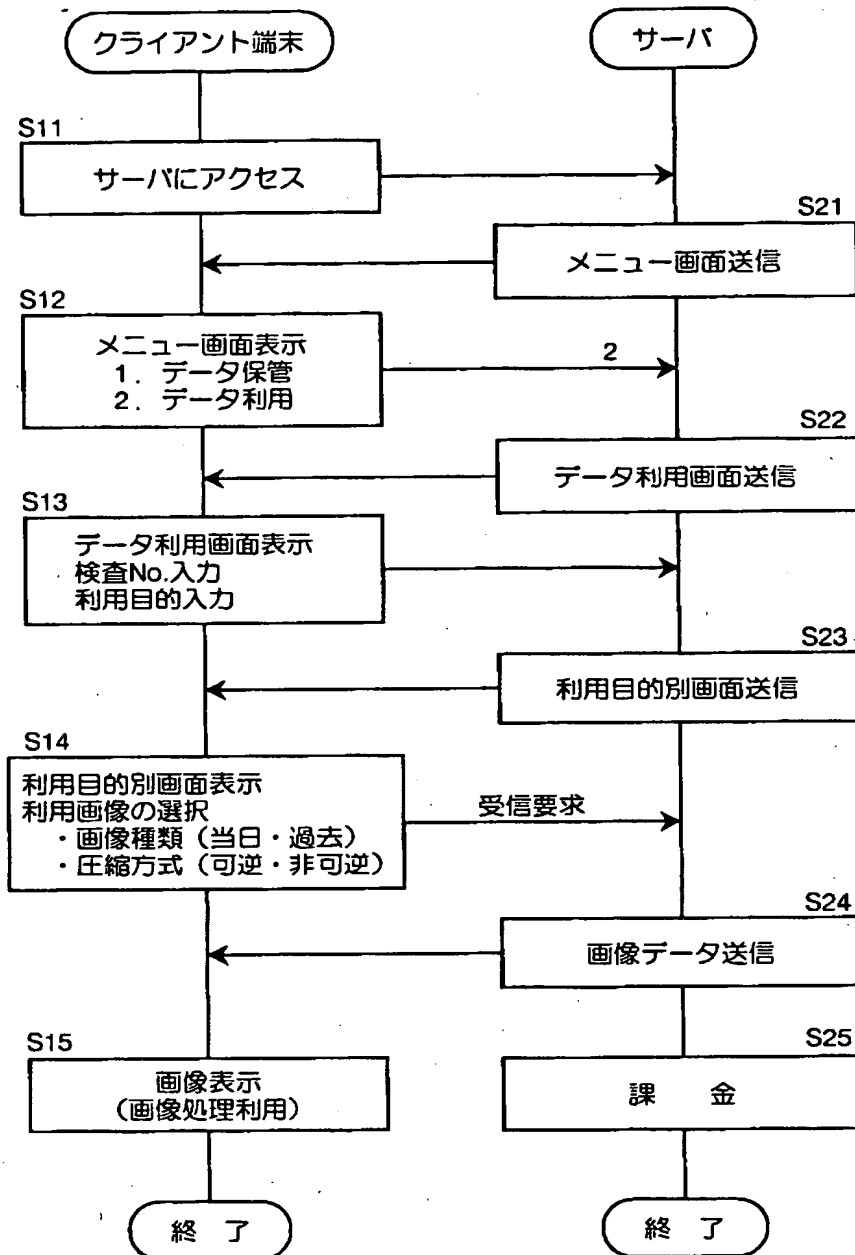 クライアント端末
サーバ
S11
サーバにアクセス
S21
メニュー画面送信
S12
メニュー画面表示
1．データ保管
2．データ利用
2
S22
データ利用画面送信
S13
データ利用画面表示
検査No.入力
利用目的入力
S23
利用目的別画面送信
S14
利用目的別画面表示
利用画像の選択
・画像種類（当日・過去）
・圧縮方式（可逆・非可逆）
受信要求
S24
画像データ送信
S15
画像表示
（画像処理利用）
S25
課　金
終　了
終　了